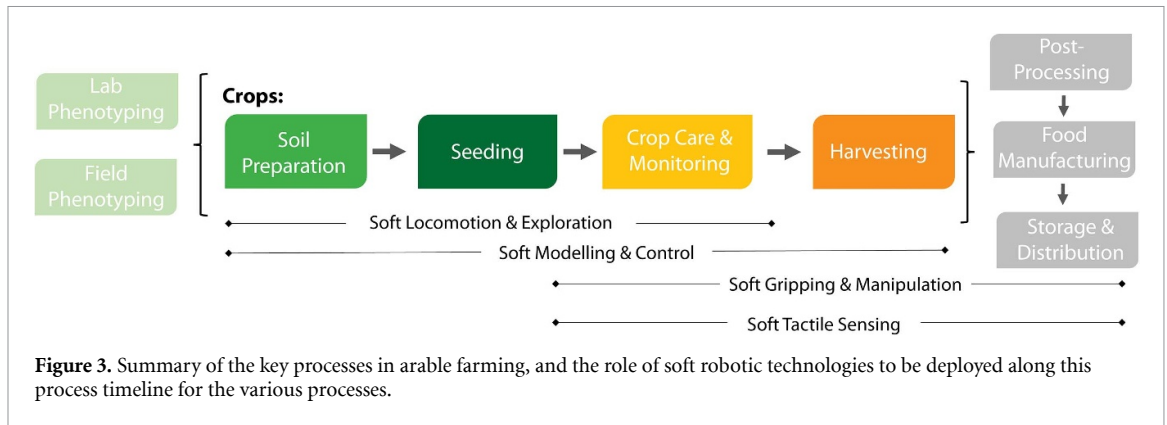 Lab
Phenotyping
Field
Phenotyping
Crops:
Soil
Preparation
Seeding
Crop Care &
Monitoring
Harvesting
Post-
Processing
Food
Manufacturing
Storage &
Distribution
Soft Locomotion & Exploration
Soft Modelling & Control
Soft Gripping & Manipulation
Soft Tactile Sensing
Figure 3. Summary of the key processes in arable farming, and the role of soft robotic technologies to be deployed along this
process timeline for the various processes.